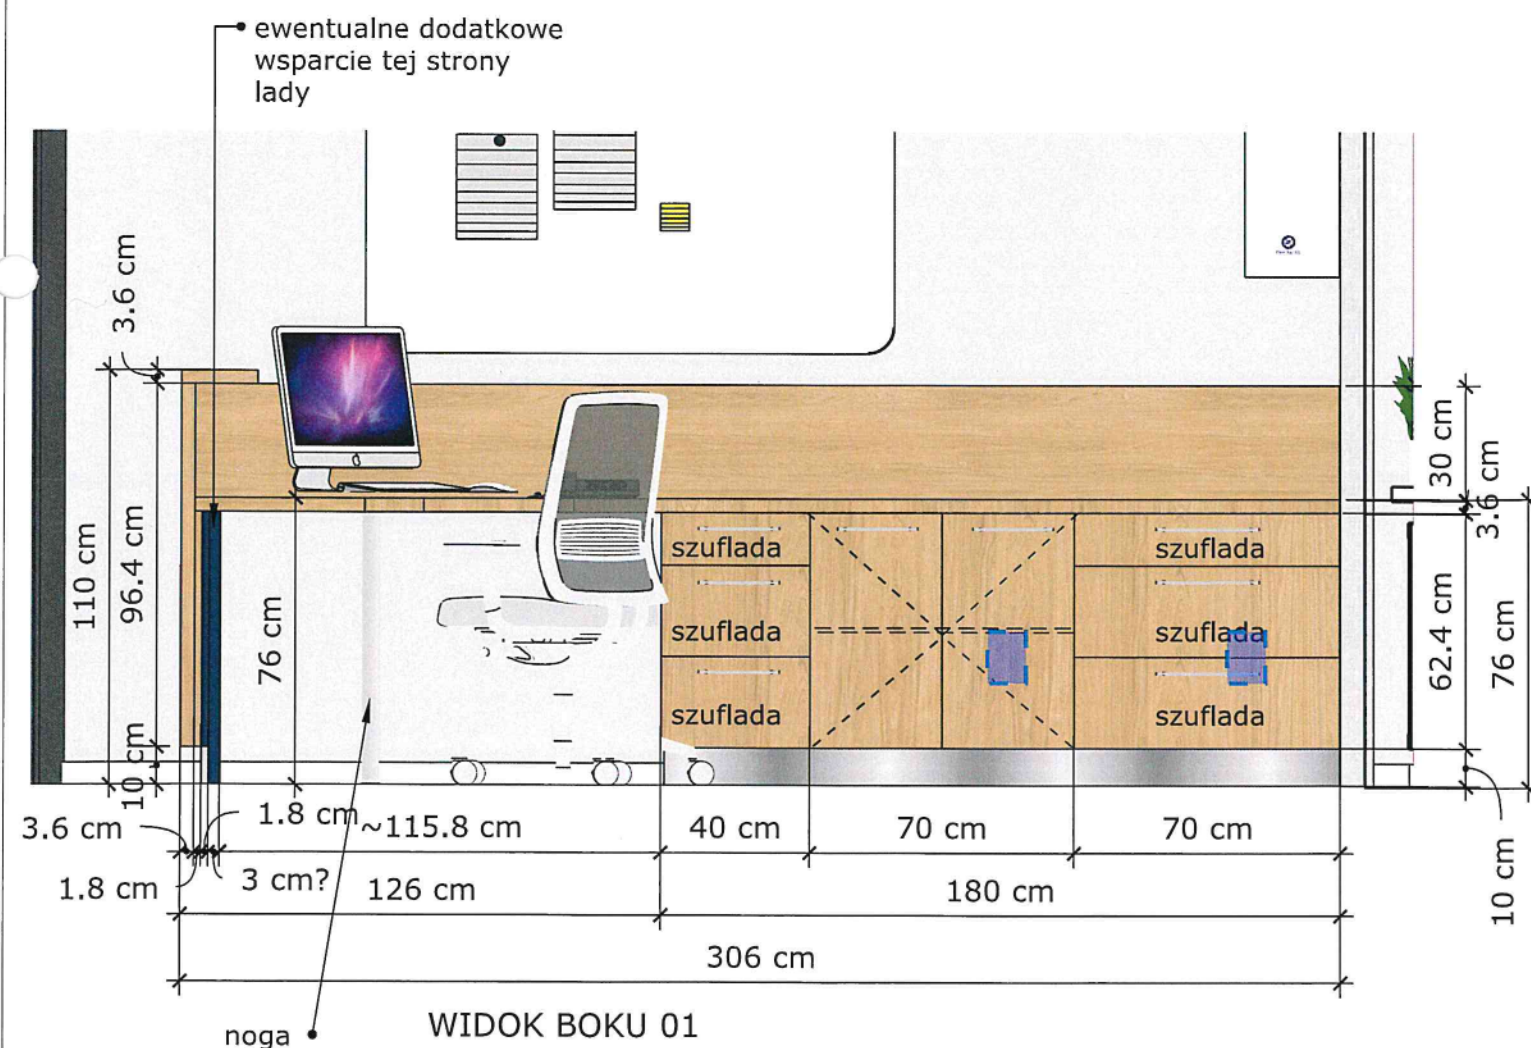 ewentualne dodatkowe
wsparcie tej strony
lady
3.6 cm
110 cm
96.4 cm
10 cm
76 cm
30 cm
3.6 cm
62.4 cm
76 cm
10 cm
szuflada
szuflada
szuflada
szuflada
szuflada
szuflada
3.6 cm
1.8 cm
~115.8 cm
40 cm
70 cm
70 cm
1.8 cm
3 cm?
126 cm
180 cm
306 cm
WIDOK BOKU 01
noga